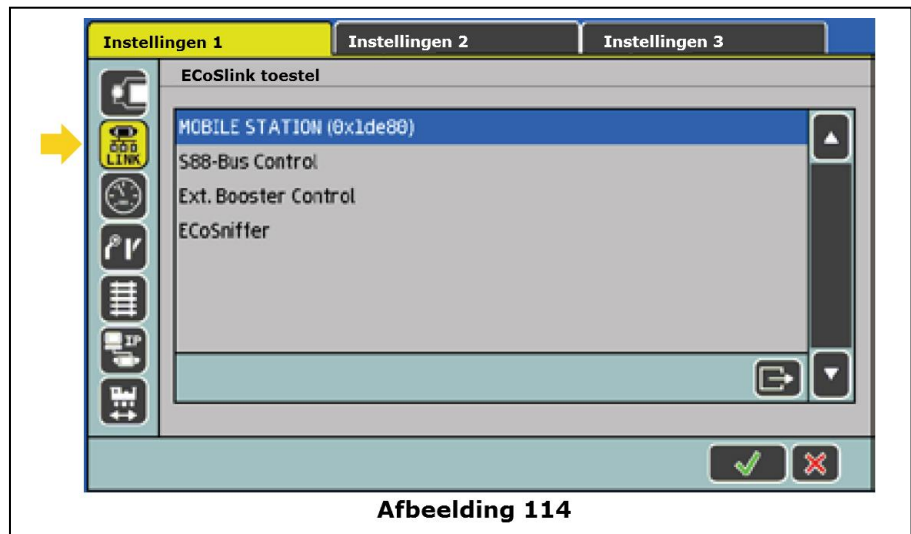 Instellingen 1 Instellingen 2 Instellingen 3
ECoSlink toestel
LINK
MOBILE STATION (0x1de80)
S88-Bus Control
Ext. Booster Control
ECoSniffer
IP
Afbeelding 114